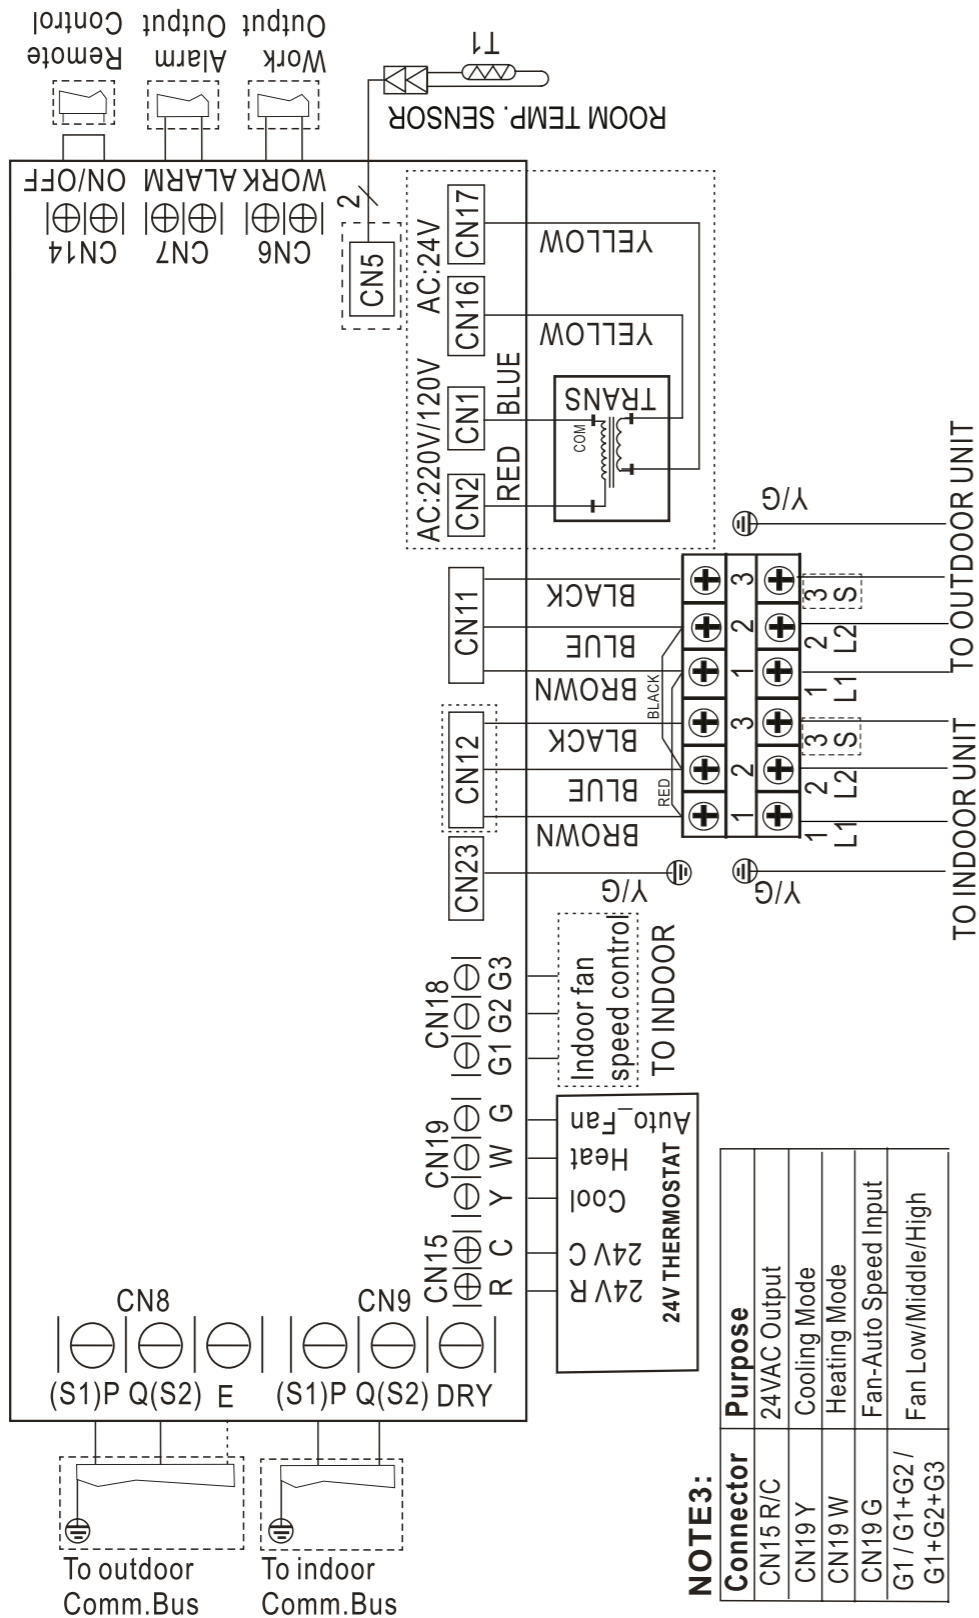 Remote
Control
Alarm
Output
Work
Output
T1
ROOM TEMP. SENSOR
ON/OFF
ALARM
WORK
CN14
CN7
CN6
2
CN5
AC:24V
CN17
CN16
YELLOW
YELLOW
AC:220V/120V
CN1
CN2
BLUE
RED
TRANS
COM
CN11
BLACK
BLUE
BROWN
CN12
BLACK
BLUE
BROWN
BLACK
RED
CN23
Y/G
Y/G
Y/G
1 2 3 1 2 3
1 2 3 1 2 3
L1 L2 S L1 L2 S
TO INDOOR UNIT
TO OUTDOOR UNIT
CN18
G1 G2 G3
Indoor fan
speed control
TO INDOOR
CN19
Y W G
CN15
R C
24V R
24V C
Cool
Heat
Auto_Fan
24V THERMOSTAT
CN8
(S1)P Q(S2) E
CN9
(S1)P Q(S2) DRY
To outdoor
Comm.Bus
To indoor
Comm.Bus
NOTE3:
Connector Purpose
CN15 R/C 24VAC Output
CN19 Y Cooling Mode
CN19 W Heating Mode
CN19 G Fan-Auto Speed Input
G1 / G1+G2 /
G1+G2+G3
Fan Low/Middle/High